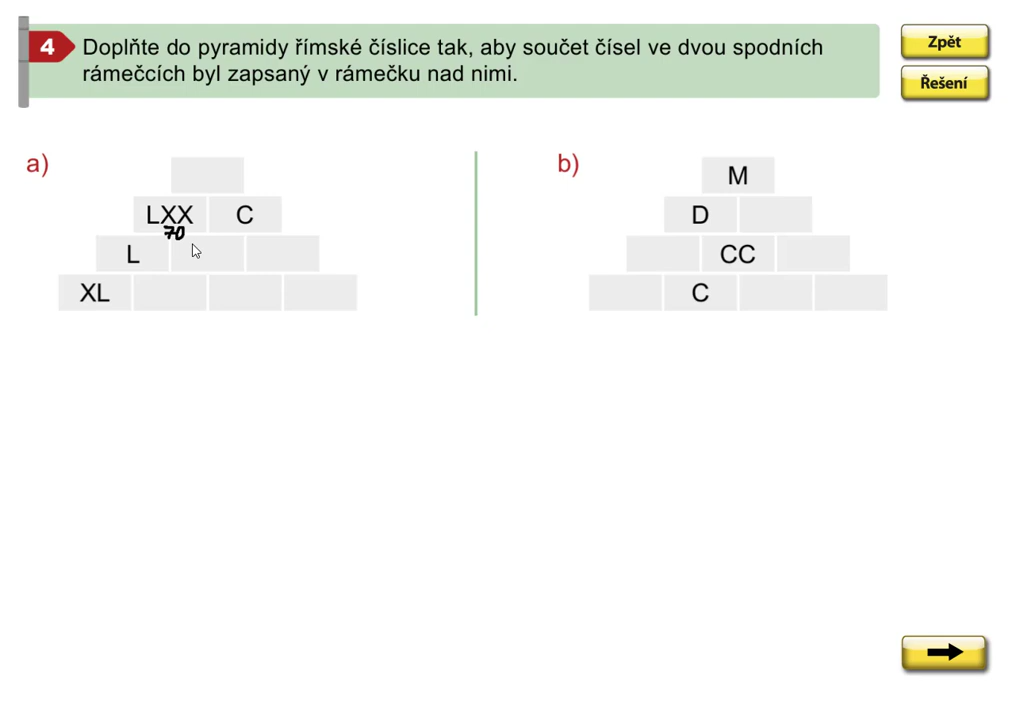 4 Doplňte do pyramidy římské číslice tak, aby součet čísel ve dvou spodních
rámečcích byl zapsaný v rámečku nad nimi.
Zpět
Řešení
a)
LXX C
70
L
XL
b)
M
D
CC
C